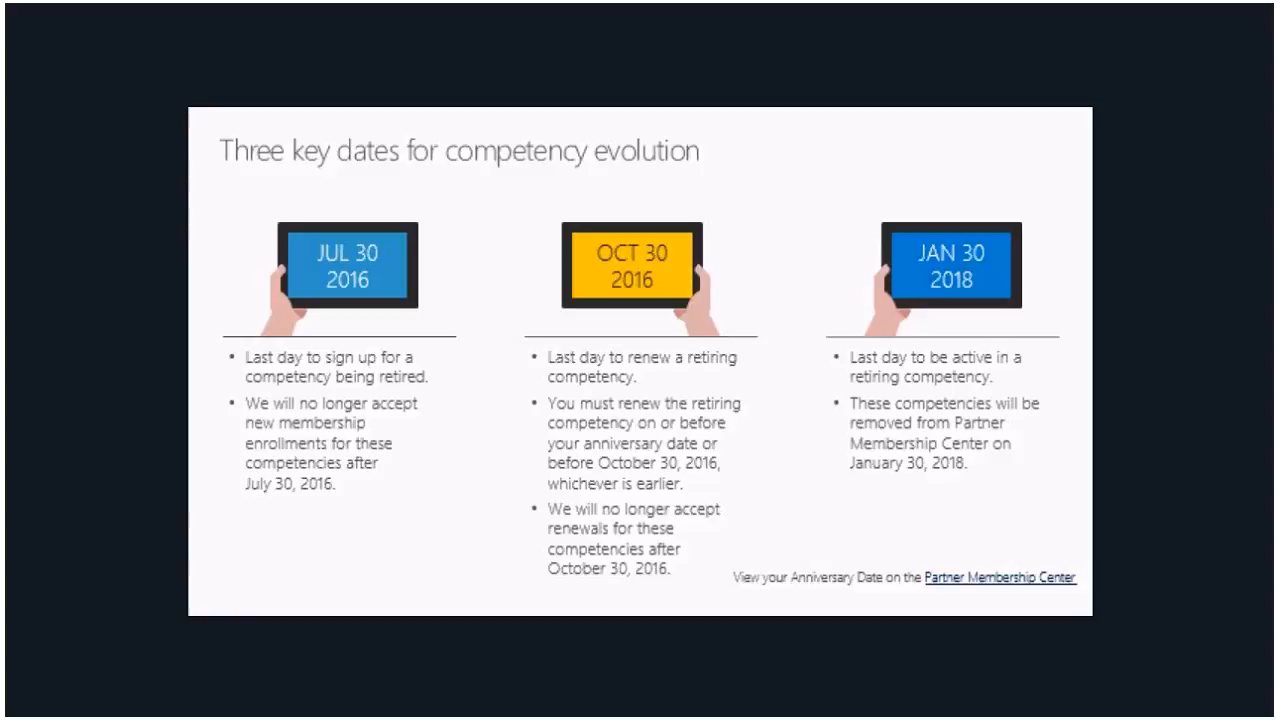 Three key dates for competency evolution
JUL 30
2016
• Last day to sign up for a
competency being retired.
• We will no longer accept
new membership
enrollments for these
competencies after
July 30, 2016.
OCT 30
2016
• Last day to renew a retiring
competency.
• You must renew the retiring
competency on or before
your anniversary date or
before October 30, 2016,
whichever is earlier.
• We will no longer accept
renewals for these
competencies after
October 30, 2016.
JAN 30
2018
• Last day to be active in a
retiring competency.
• These competencies will be
removed from Partner
Membership Center on
January 30, 2018.
View your Anniversary Date on the Partner Membership Center